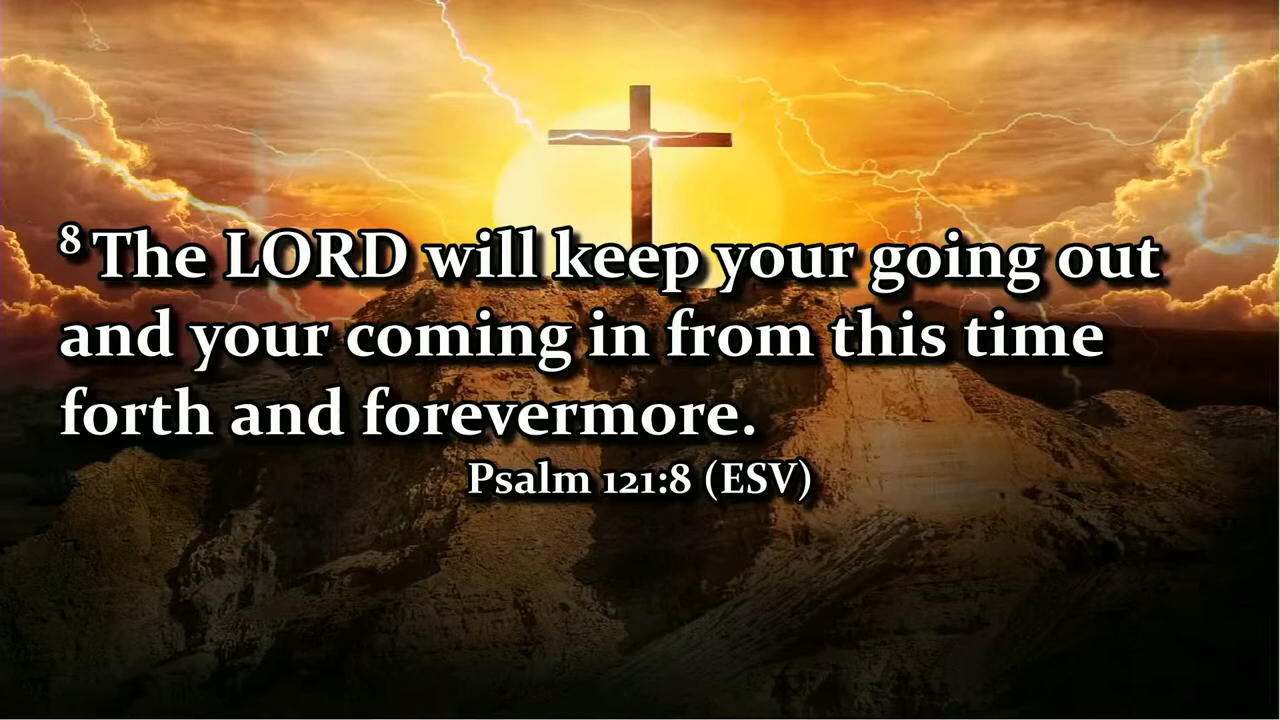 8 The LORD will keep your going out
and your coming in from this time
forth and forevermore.
Psalm 121:8 (ESV)